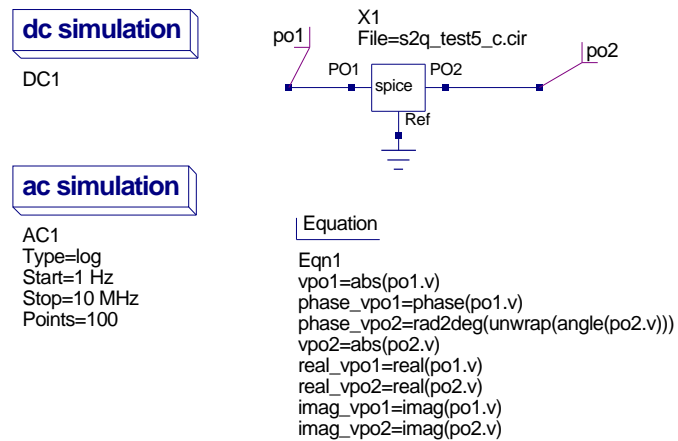 dc simulation
DC1
X1
File=s2q_test5_c.cir
po1
po2
PO1
PO2
spice
Ref
ac simulation
AC1
Type=log
Start=1 Hz
Stop=10 MHz
Points=100
Equation
Eqn1
vpo1=abs(po1.v)
phase_vpo1=phase(po1.v)
phase_vpo2=rad2deg(unwrap(angle(po2.v)))
vpo2=abs(po2.v)
real_vpo1=real(po1.v)
real_vpo2=real(po2.v)
imag_vpo1=imag(po1.v)
imag_vpo2=imag(po2.v)